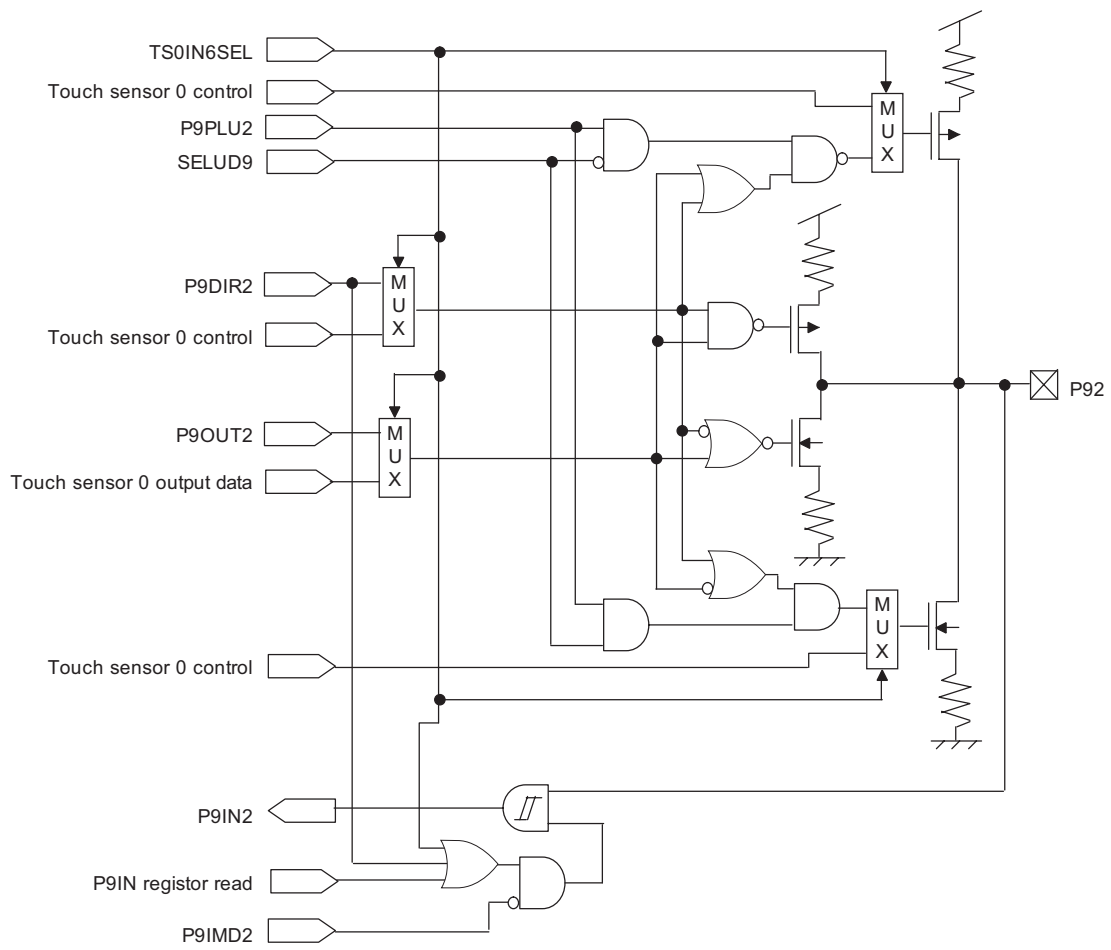 TS0IN6SEL
Touch sensor 0 control
P9PLU2
SELUD9
M
U
X
P9DIR2
Touch sensor 0 control
M
U
X
P92
P9OUT2
Touch sensor 0 output data
M
U
X
Touch sensor 0 control
M
U
X
P9IN2
P9IN registor read
P9IMD2